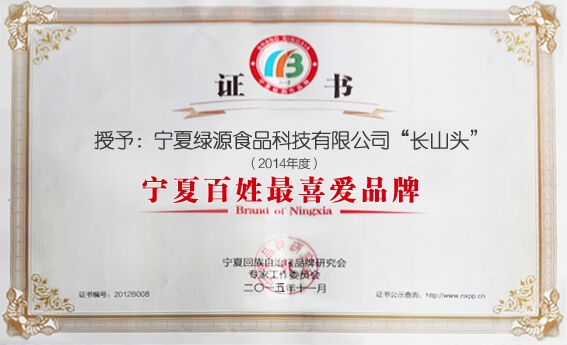 BRAND NINGXIA
证 书
授予：宁夏绿源食品科技有限公司“长山头”
（2014年度）
宁夏百姓最喜爱品牌
Brand of Ningxia
宁夏回族自治区品牌研究会
专家工作委员会
二〇一五年十一月
证书编号：2012B008
证书公示查询：http://www.nxpp.cn